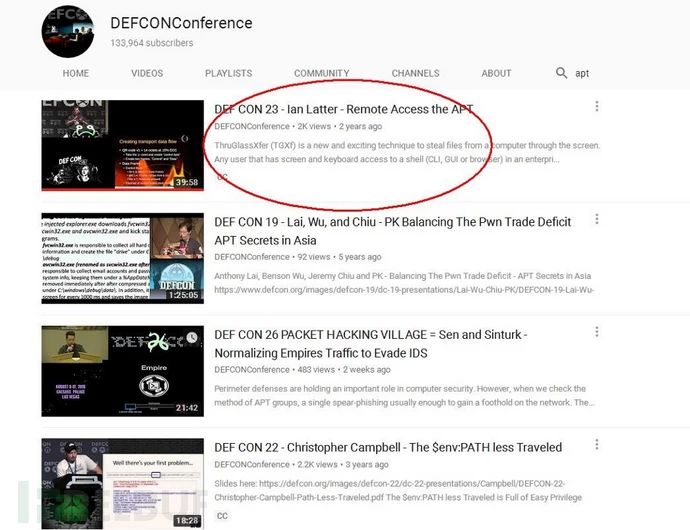 DEFCONConference
133,964 subscribers
HOME VIDEOS PLAYLISTS COMMUNITY CHANNELS ABOUT apt
DEF CON 23 - Ian Latter - Remote Access the APT
DEFCONConference • 2K views • 2 years ago
ThruGlassXfer (TGXf) is a new and exciting technique to steal files from a computer through the screen.
Any user that has screen and keyboard access to a shell (CLI, GUI or browser) in an enterpri...
CC
Creating transport data flow
39:58
DEF CON 19 - Lai, Wu, and Chiu - PK Balancing The Pwn Trade Deficit
APT Secrets in Asia
DEFCONConference • 92 views • 5 years ago
Anthony Lai, Benson Wu, Jeremy Chiu and PK - Balancing The Pwn Trade Deficit - APT Secrets in Asia
https://www.defcon.org/images/defcon-19/dc-19-presentations/Lai-Wu-Chiu-PK/DEFCON-19-Lai-Wu-
1:25:05
DEF CON 26 PACKET HACKING VILLAGE = Sen and Sinturk -
Normalizing Empires Traffic to Evade IDS
DEFCONConference • 483 views • 2 weeks ago
Perimeter defenses are holding an important role in computer security. However, when we check the
method of APT groups, a single spear-phishing usually enough to gain a foothold on the network. The...
Empire
21:42
DEF CON 22 - Christopher Campbell - The $env:PATH less Traveled
DEFCONConference • 2.2K views • 3 years ago
Slides here: https://defcon.org/images/defcon-22/dc-22-presentations/Campbell/DEFCON-22-
Christopher-Campbell-Path-Less-Traveled.pdf The $env:PATH less Traveled is Full of Easy Privilege
CC
Well there's your first problem...
18:28